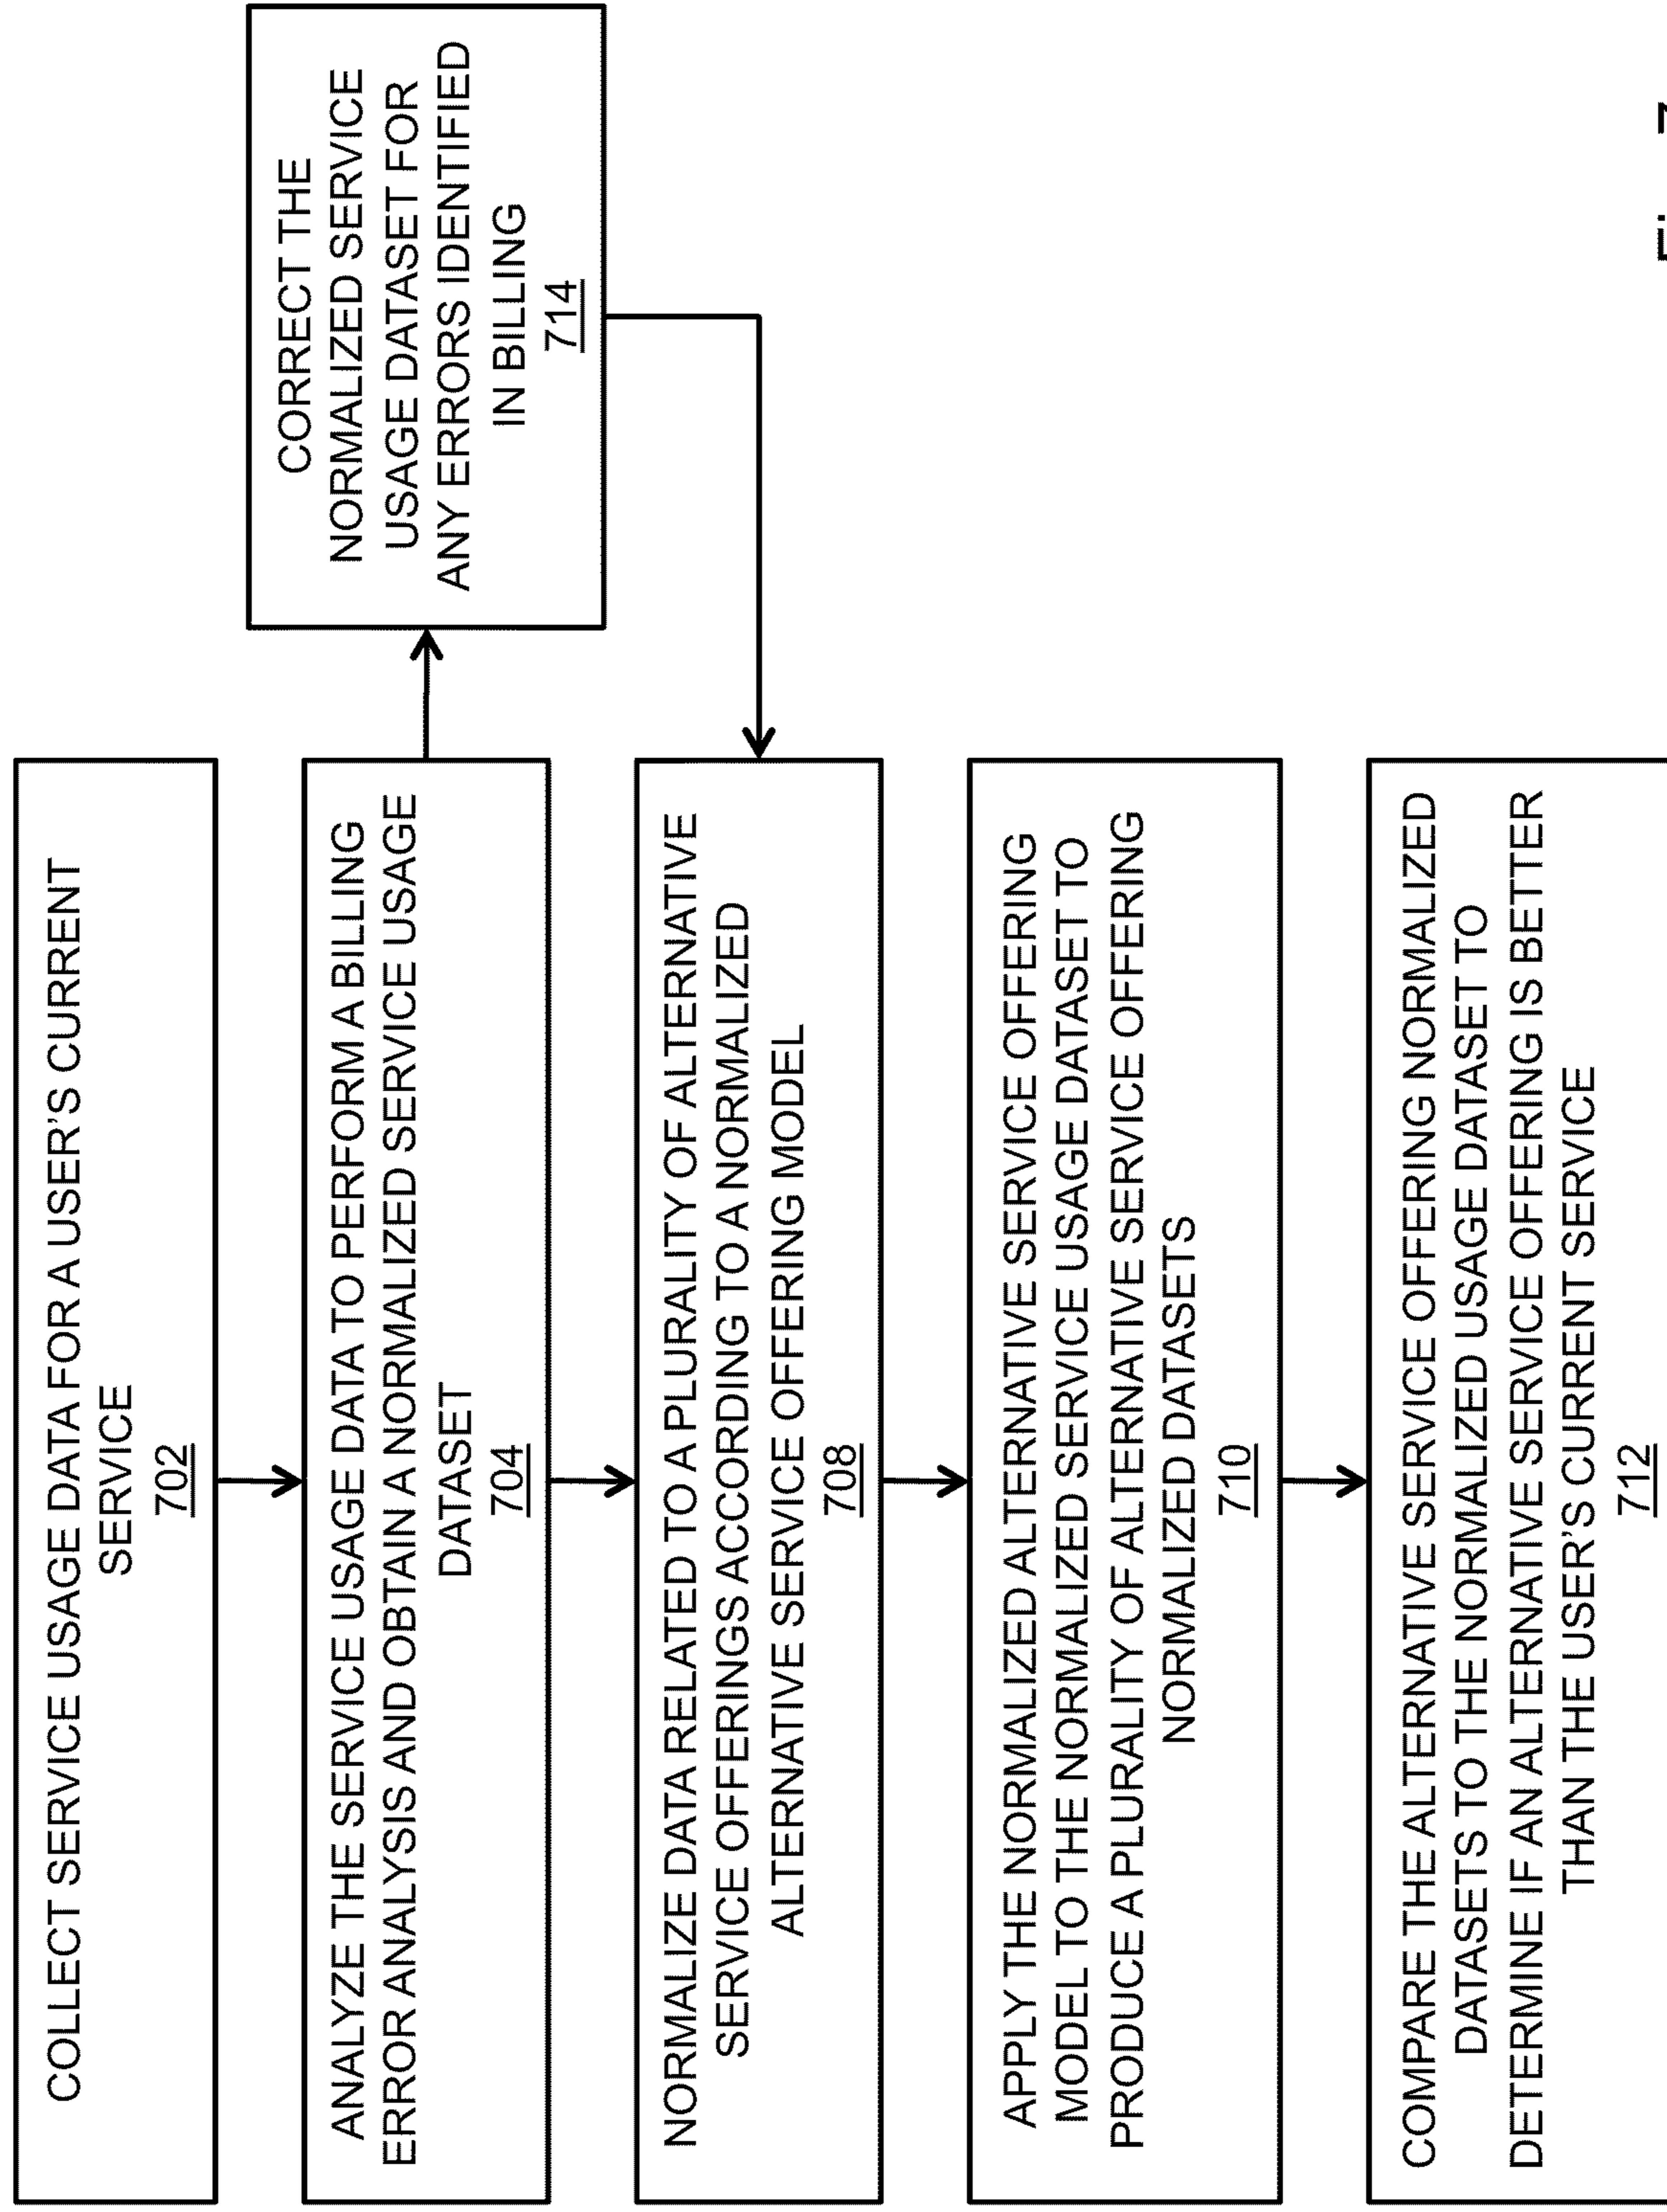 COLLECT SERVICE USAGE DATA FOR A USER'S CURRENT
SERVICE
702
ANALYZE THE SERVICE USAGE DATA TO PERFORM A BILLING
ERROR ANALYSIS AND OBTAIN A NORMALIZED SERVICE USAGE
DATASET
704
CORRECT THE
NORMALIZED SERVICE
USAGE DATASET FOR
ANY ERRORS IDENTIFIED
IN BILLING
714
NORMALIZE DATA RELATED TO A PLURALITY OF ALTERNATIVE
SERVICE OFFERINGS ACCORDING TO A NORMALIZED
ALTERNATIVE SERVICE OFFERING MODEL
708
APPLY THE NORMALIZED ALTERNATIVE SERVICE OFFERING
MODEL TO THE NORMALIZED SERVICE USAGE DATASET TO
PRODUCE A PLURALITY OF ALTERNATIVE SERVICE OFFERING
NORMALIZED DATASETS
710
COMPARE THE ALTERNATIVE SERVICE OFFERING NORMALIZED
DATASETS TO THE NORMALIZED USAGE DATASET TO
DETERMINE IF AN ALTERNATIVE SERVICE OFFERING IS BETTER
THAN THE USER'S CURRENT SERVICE
712